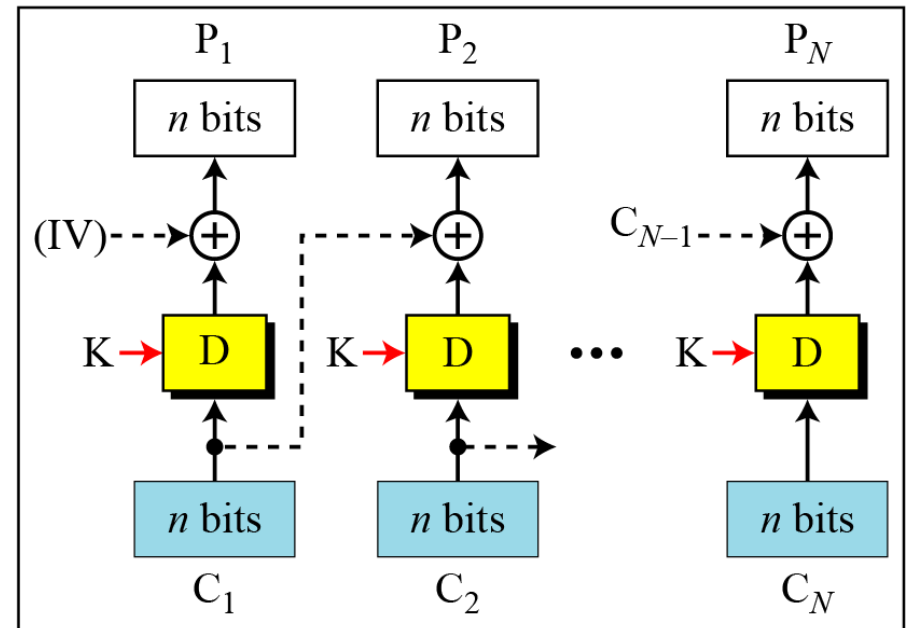 P1 P2 PN
n bits n bits n bits
(IV) + + CN–1 +
K D K D ••• K D
n bits n bits n bits
C1 C2 CN